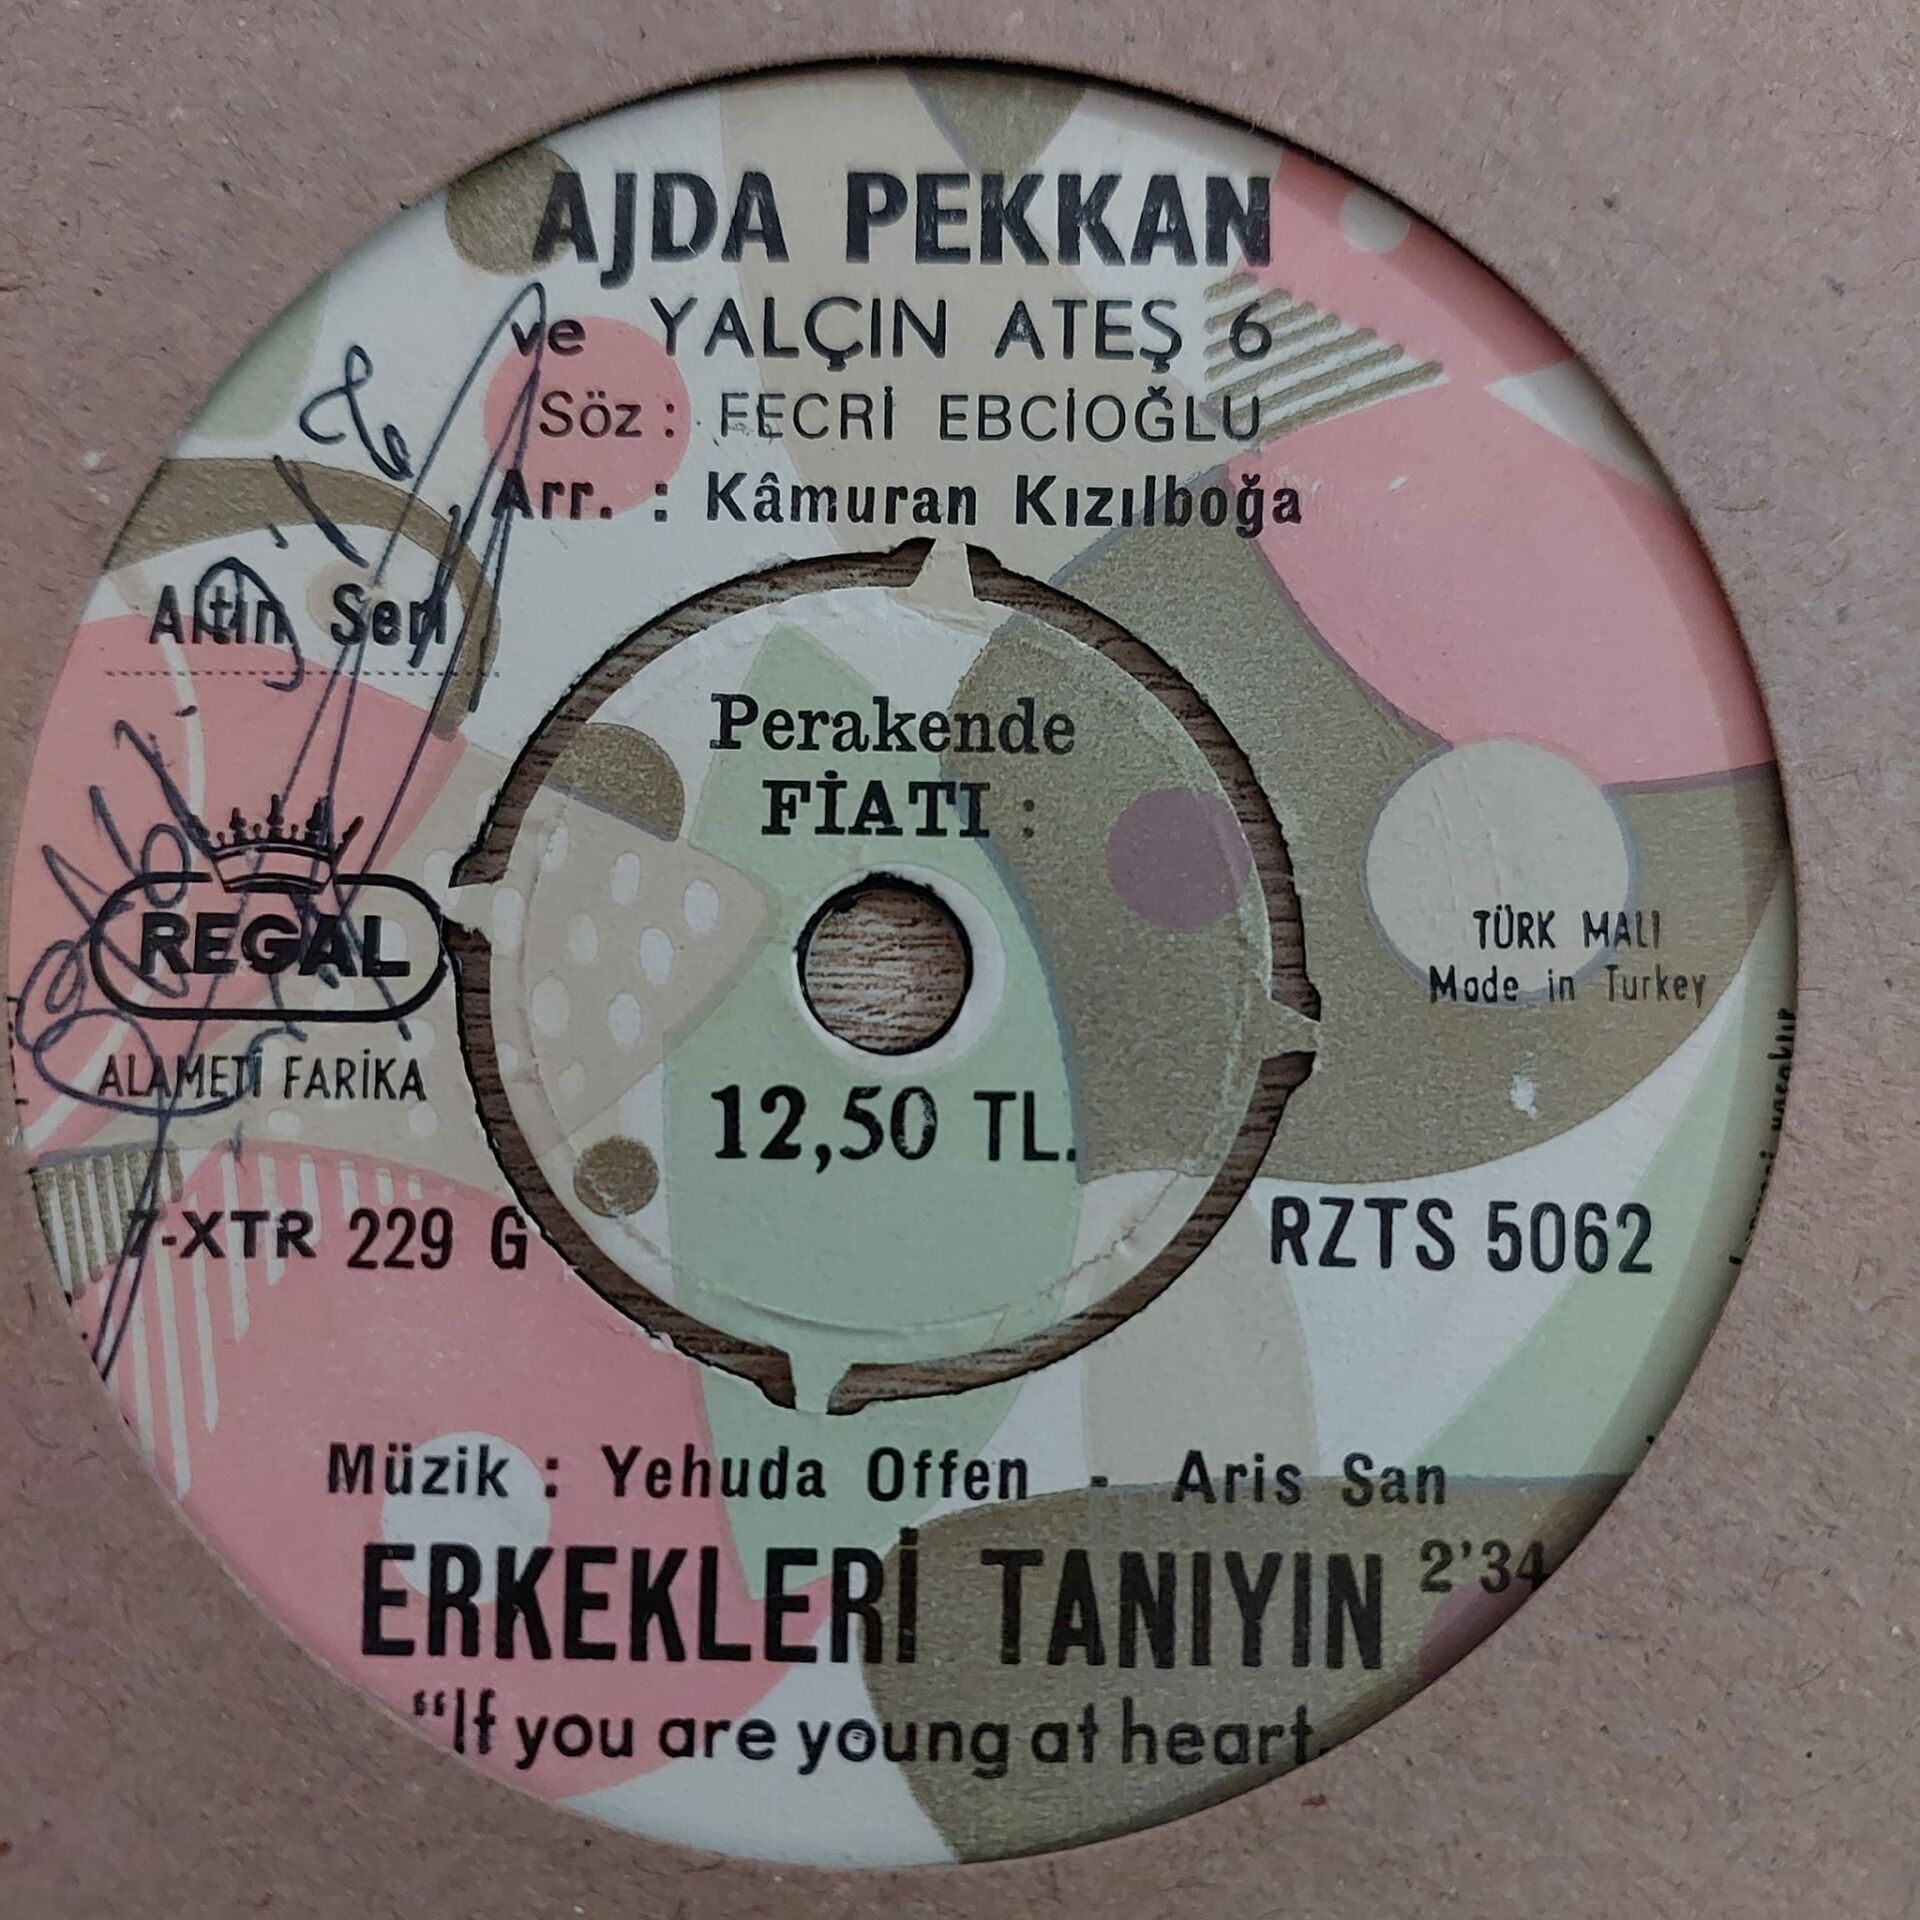 AJDA PEKKAN
ve YALÇIN ATEŞ 6
Söz : FECRİ EBCİOĞLU
Arr. : Kâmuran Kızılboğa
Altın Seri
Perakende
FİATI :
REGAL
ALAMETİ FARİKA
TÜRK MALI
Made in Turkey
12,50 TL.
7-XTR 229 G
RZTS 5062
Müzik : Yehuda Offen - Aris San
ERKEKLERİ TANIYIN 2'34
"If you are young at heart